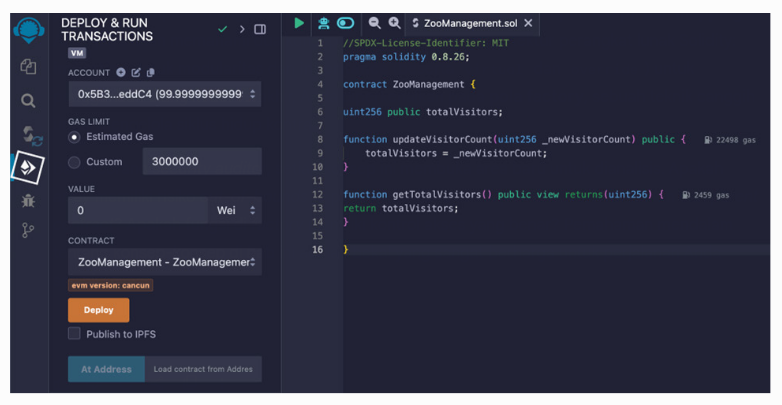 DEPLOY & RUN
TRANSACTIONS
VM
ACCOUNT
0x5B3...eddC4 (99.9999999999
GAS LIMIT
Estimated Gas
Custom
3000000
VALUE
0
Wei
CONTRACT
ZooManagement - ZooManagemer
evm version: cancun
Deploy
Publish to IPFS
At Address
Load contract from Addres
ZooManagement.sol
1 //SPDX-License-Identifier: MIT
2 pragma solidity 0.8.26;
3
4 contract ZooManagement {
5
6 uint256 public totalVisitors;
7
8 function updateVisitorCount(uint256 _newVisitorCount) public { 22498 gas
9 totalVisitors = _newVisitorCount;
10 }
11
12 function getTotalVisitors() public view returns(uint256) { 2459 gas
13 return totalVisitors;
14 }
15
16 }